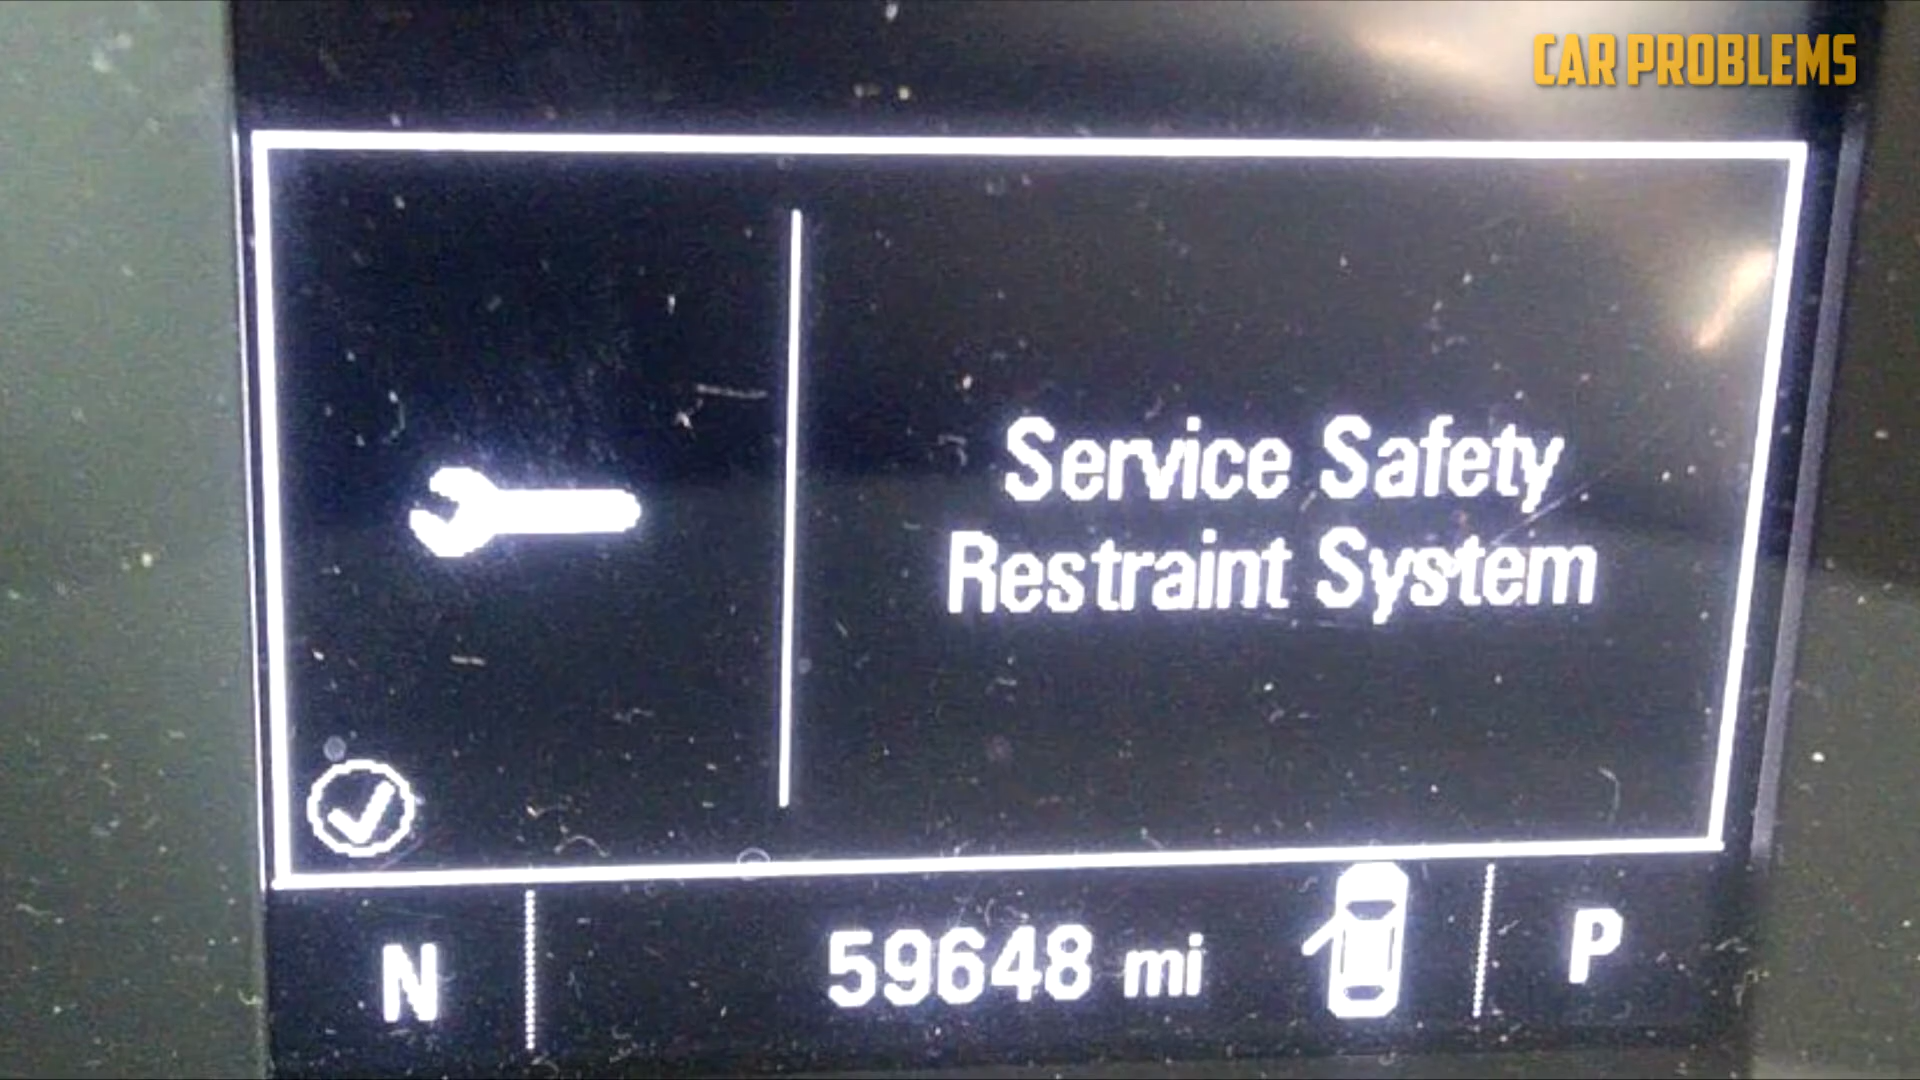 CAR PROBLEMS
Service Safety
Restraint System
N
59648 mi
P